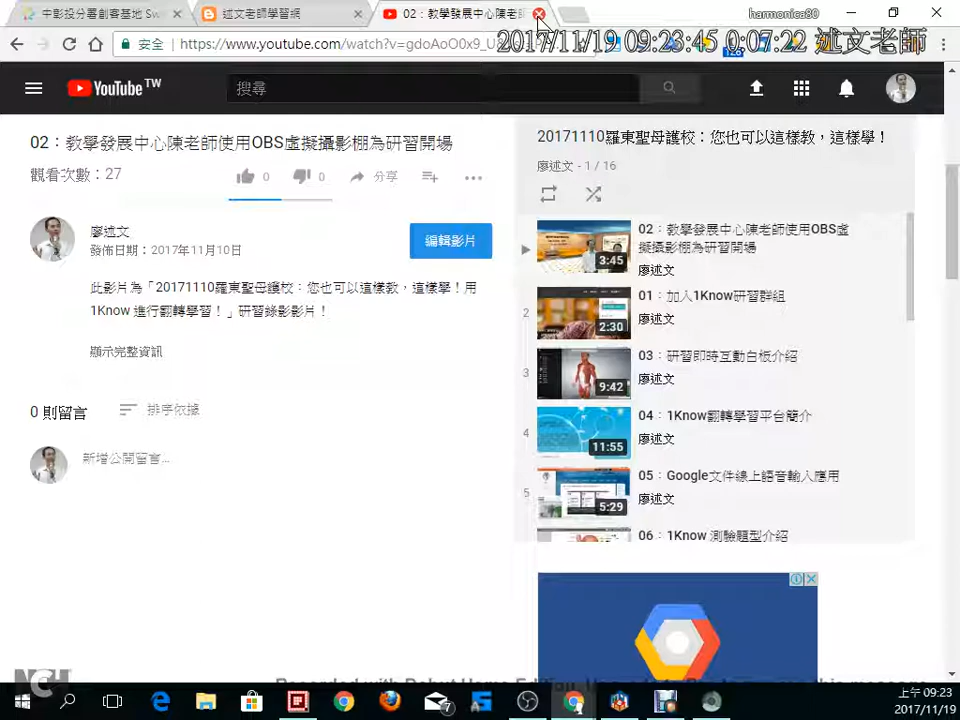 中彰投分署創客基地 Sw
述文老師學習網
02：教學發展中心陳老師
harmonica80
安全
https://www.youtube.com/watch?v=gdoAoO0x9_U
2017/11/19 09:23:45 0:07:22 述文老師
YouTube TW
搜尋
02：教學發展中心陳老師使用OBS虛擬攝影棚為研習開場
觀看次數：27
0
0
分享
廖述文
發佈日期：2017年11月10日
編輯影片
此影片為「20171110羅東聖母護校：您也可以這樣教，這樣學！用
1Know 進行翻轉學習！」研習錄影影片！
顯示完整資訊
0 則留言
排序依據
新增公開留言...
20171110羅東聖母護校：您也可以這樣教，這樣學！
廖述文 - 1 / 16
3:45
02：教學發展中心陳老師使用OBS虛
擬攝影棚為研習開場
廖述文
2
2:30
01：加入1Know研習群組
廖述文
3
9:42
03：研習即時互動白板介紹
廖述文
4
11:55
04：1Know翻轉學習平台簡介
廖述文
5
5:29
05：Google文件線上語音輸入應用
廖述文
06：1Know 測驗題型介紹
NCH
7
上午 09:23
2017/11/19